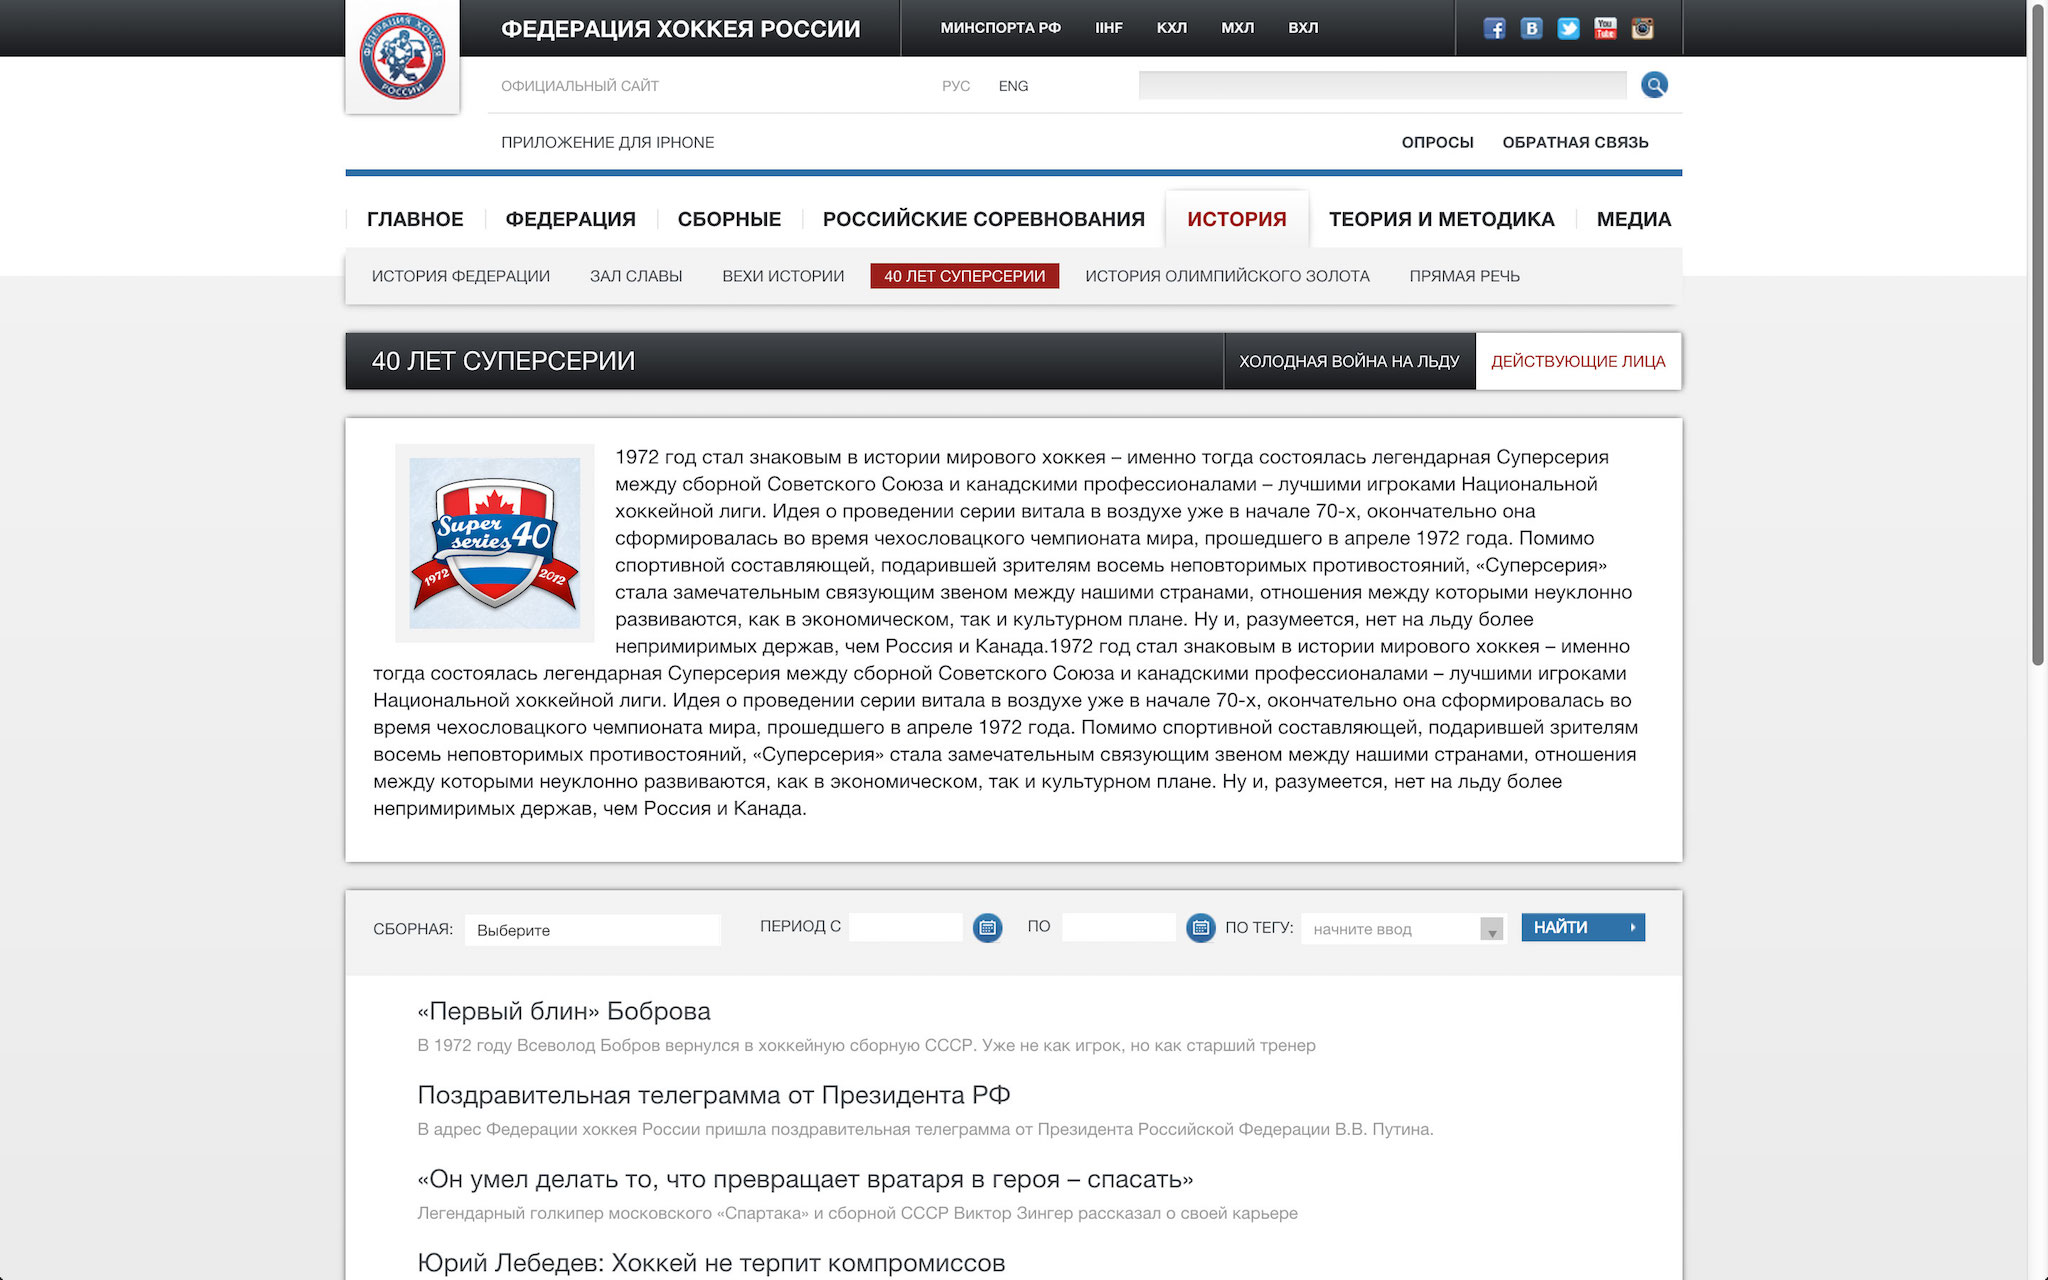 ФЕДЕРАЦИЯ ХОККЕЯ РОССИИ
ФЕДЕРАЦИЯ ХОККЕЯ РОССИИ
МИНСПОРТА РФ IIHF КХЛ МХЛ ВХЛ
f B You Tube
ОФИЦИАЛЬНЫЙ САЙТ
РУС ENG
ПРИЛОЖЕНИЕ ДЛЯ IPHONE
ОПРОСЫ ОБРАТНАЯ СВЯЗЬ
ГЛАВНОЕ ФЕДЕРАЦИЯ СБОРНЫЕ РОССИЙСКИЕ СОРЕВНОВАНИЯ ИСТОРИЯ ТЕОРИЯ И МЕТОДИКА МЕДИА
ИСТОРИЯ ФЕДЕРАЦИИ ЗАЛ СЛАВЫ ВЕХИ ИСТОРИИ 40 ЛЕТ СУПЕРСЕРИИ ИСТОРИЯ ОЛИМПИЙСКОГО ЗОЛОТА ПРЯМАЯ РЕЧЬ
40 ЛЕТ СУПЕРСЕРИИ
ХОЛОДНАЯ ВОЙНА НА ЛЬДУ ДЕЙСТВУЮЩИЕ ЛИЦА
Super
series 40
1972 2012
1972 год стал знаковым в истории мирового хоккея – именно тогда состоялась легендарная Суперсерия
между сборной Советского Союза и канадскими профессионалами – лучшими игроками Национальной
хоккейной лиги. Идея о проведении серии витала в воздухе уже в начале 70-х, окончательно она
сформировалась во время чехословацкого чемпионата мира, прошедшего в апреле 1972 года. Помимо
спортивной составляющей, подарившей зрителям восемь неповторимых противостояний, «Суперсерия»
стала замечательным связующим звеном между нашими странами, отношения между которыми неуклонно
развиваются, как в экономическом, так и культурном плане. Ну и, разумеется, нет на льду более
непримиримых держав, чем Россия и Канада.1972 год стал знаковым в истории мирового хоккея – именно
тогда состоялась легендарная Суперсерия между сборной Советского Союза и канадскими профессионалами – лучшими игроками
Национальной хоккейной лиги. Идея о проведении серии витала в воздухе уже в начале 70-х, окончательно она сформировалась во
время чехословацкого чемпионата мира, прошедшего в апреле 1972 года. Помимо спортивной составляющей, подарившей зрителям
восемь неповторимых противостояний, «Суперсерия» стала замечательным связующим звеном между нашими странами, отношения
между которыми неуклонно развиваются, как в экономическом, так и культурном плане. Ну и, разумеется, нет на льду более
непримиримых держав, чем Россия и Канада.
СБОРНАЯ: Выберите ПЕРИОД С ПО ПО ТЕГУ: начните ввод НАЙТИ
«Первый блин» Боброва
В 1972 году Всеволод Бобров вернулся в хоккейную сборную СССР. Уже не как игрок, но как старший тренер
Поздравительная телеграмма от Президента РФ
В адрес Федерации хоккея России пришла поздравительная телеграмма от Президента Российской Федерации В.В. Путина.
«Он умел делать то, что превращает вратаря в героя – спасать»
Легендарный голкипер московского «Спартака» и сборной СССР Виктор Зингер рассказал о своей карьере
Юрий Лебедев: Хоккей не терпит компромиссов